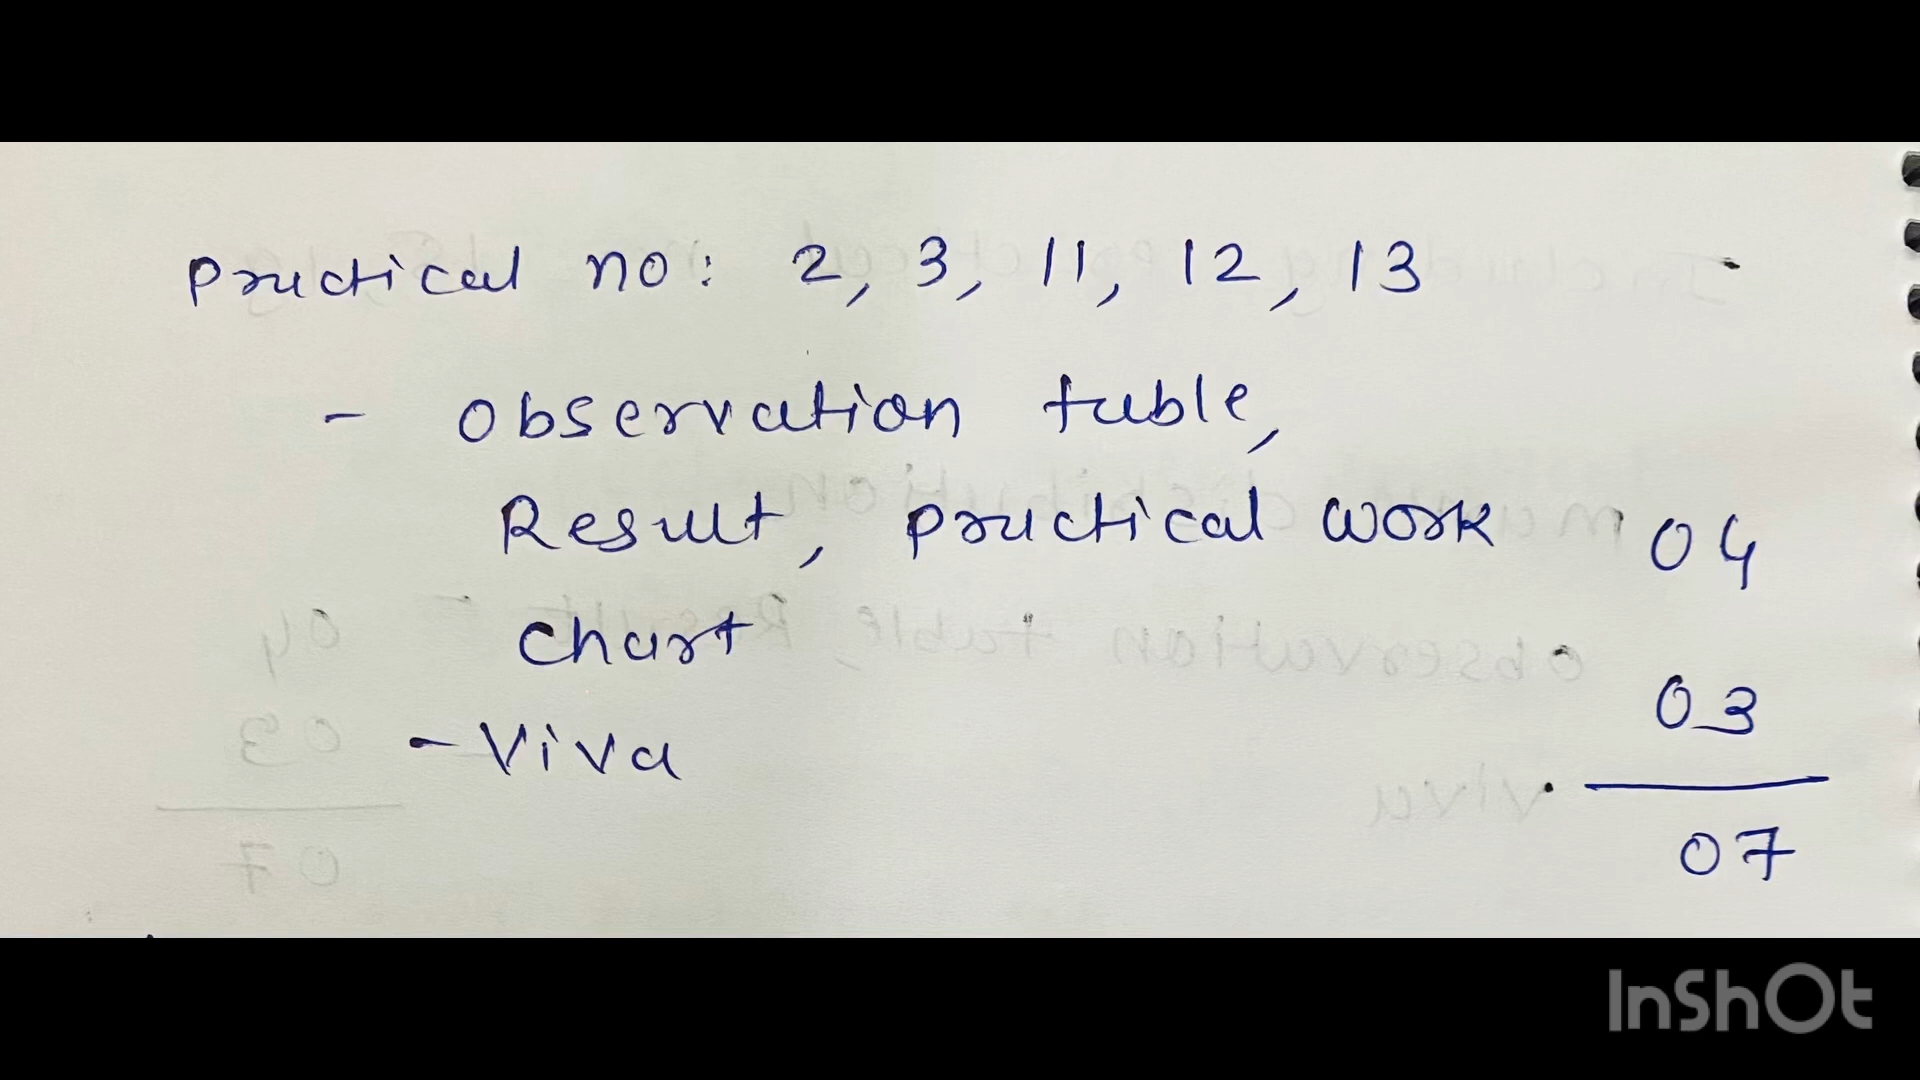 Practical no: 2, 3, 11, 12, 13
- Observation table,
Result, Practical work 04
Chart
03
- Viva
07
InShOt